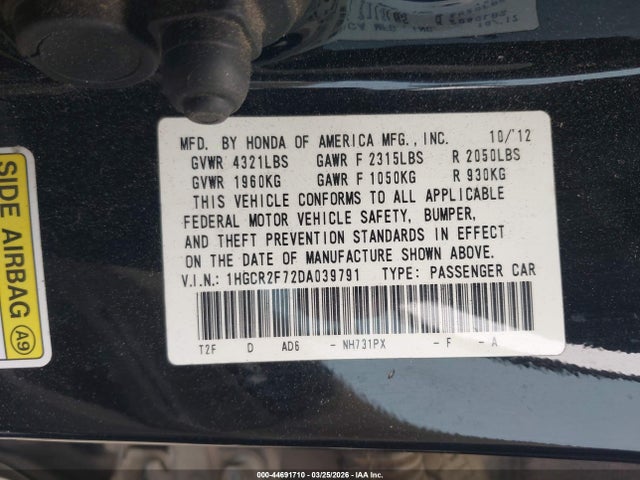 MFD. BY HONDA OF AMERICA MFG., INC. 10/'12
GVWR 4321LBS GAWR F 2315LBS R 2050LBS
GVWR 1960KG GAWR F 1050KG R 930KG
THIS VEHICLE CONFORMS TO ALL APPLICABLE
FEDERAL MOTOR VEHICLE SAFETY, BUMPER,
AND THEFT PREVENTION STANDARDS IN EFFECT
ON THE DATE OF MANUFACTURE SHOWN ABOVE.
V.I.N.: 1HGCR2F72DA039791 TYPE: PASSENGER CAR
T2F D AD6 - NH731PX - F - A
SIDE AIRBAG A9
000-44691710 - 03/25/2026 - IAA Inc.